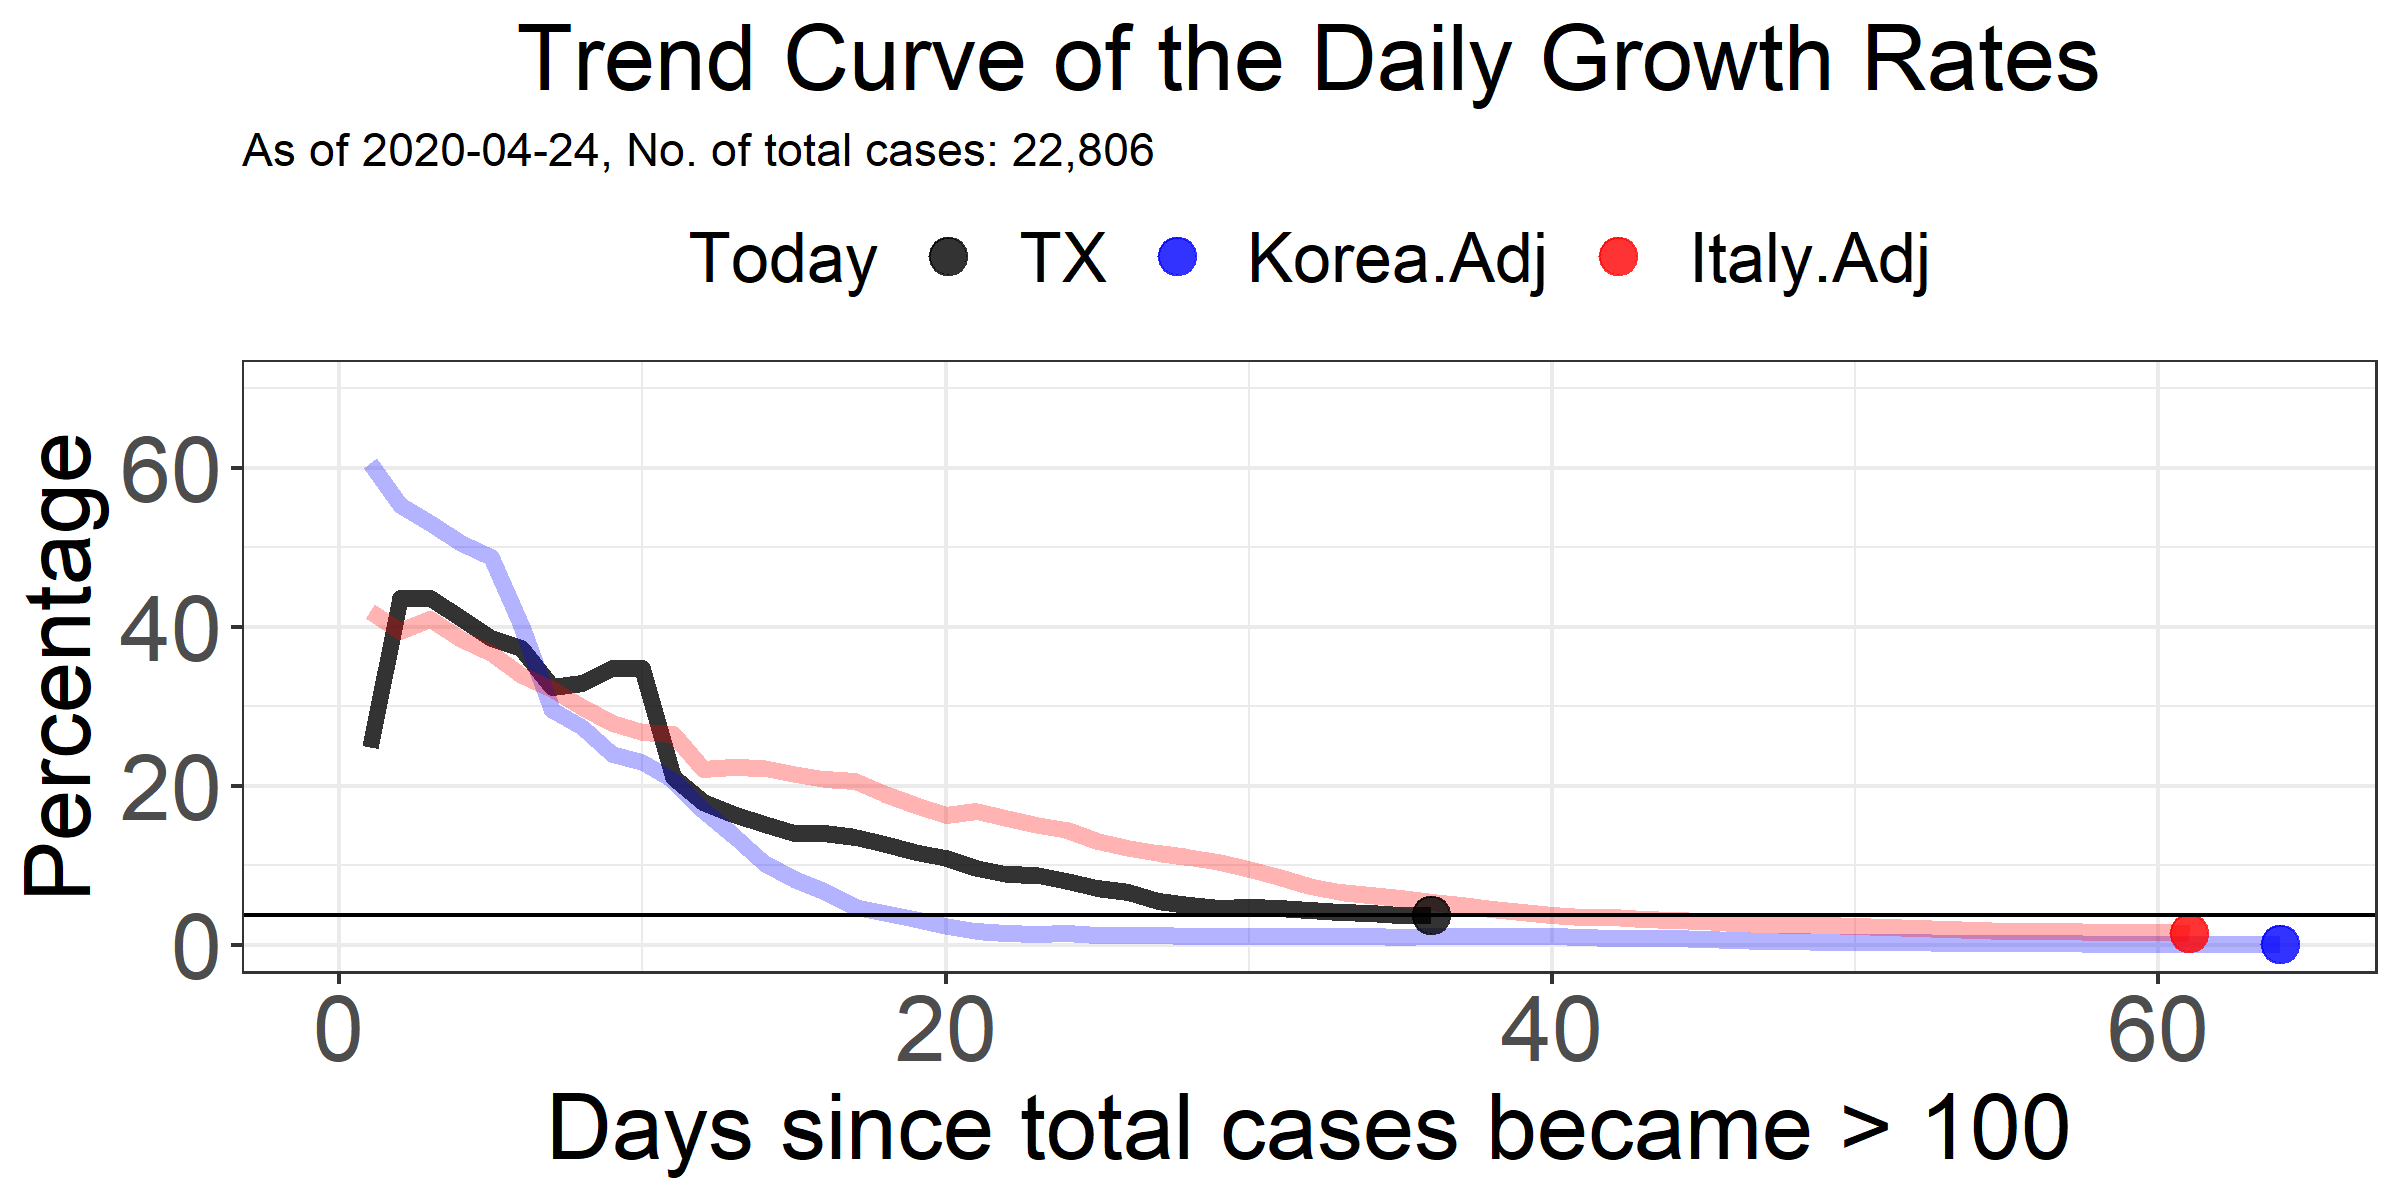 Trend Curve of the Daily Growth Rates
As of 2020-04-24, No. of total cases: 22,806
Today TX Korea.Adj Italy.Adj
Percentage
60
40
20
0
0 20 40 60
Days since total cases became > 100